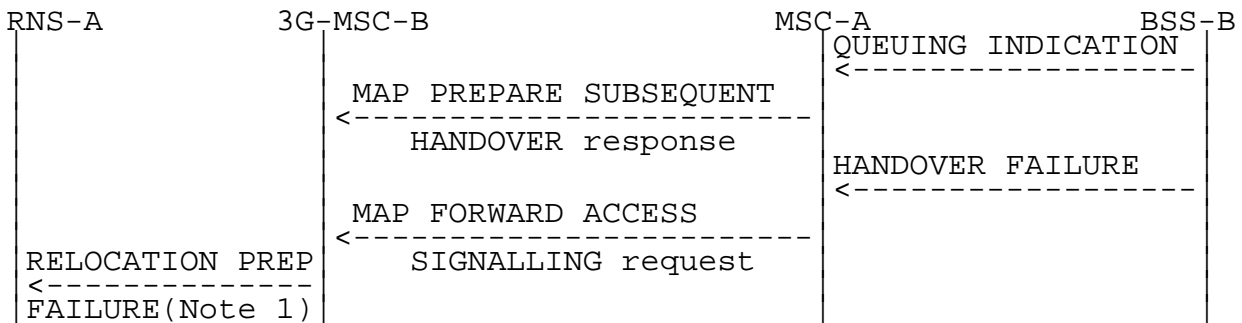 RNS-A 3G-MSC-B MSC-A BSS-B
QUEUING INDICATION
MAP PREPARE SUBSEQUENT
HANDOVER response
HANDOVER FAILURE
MAP FORWARD ACCESS
RELOCATION PREP SIGNALLING request
FAILURE(Note 1)